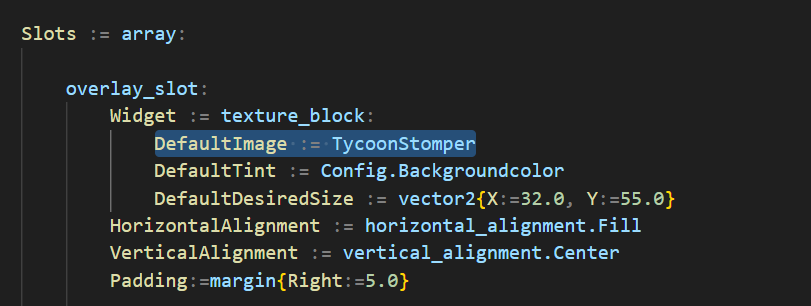 Slots := array:
overlay_slot:
Widget := texture_block:
DefaultImage := TycoonStomper
DefaultTint := Config.Backgroundcolor
DefaultDesiredSize := vector2{X:=32.0, Y:=55.0}
HorizontalAlignment := horizontal_alignment.Fill
VerticalAlignment := vertical_alignment.Center
Padding:=margin{Right:=5.0}